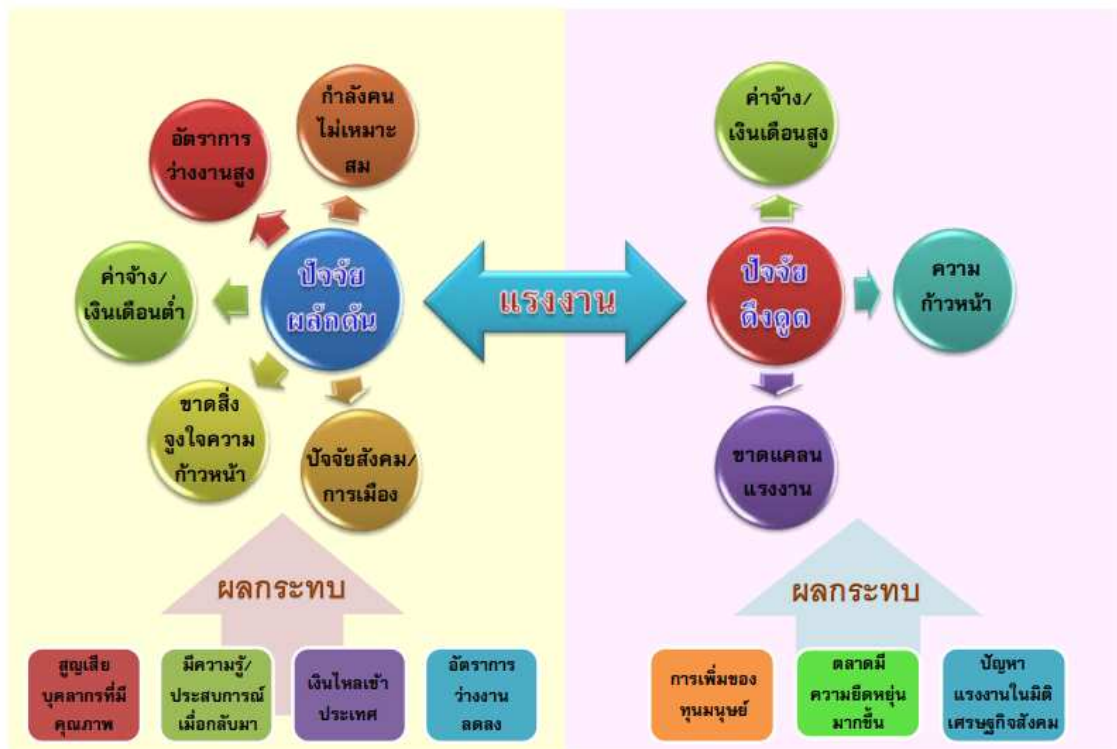 กำลังคน
ไม่เหมาะ
สม
อัตราการ
ว่างงานสูง
ค่าจ้าง/
เงินเดือนต่ำ
ขาดสิ่ง
จูงใจความ
ก้าวหน้า
ปัจจัยสังคม/
การเมือง
ปัจจัย
ผลักดัน
แรงงาน
ค่าจ้าง/
เงินเดือนสูง
ปัจจัย
ดึงดูด
ความ
ก้าวหน้า
ขาดแคลน
แรงงาน
ผลกระทบ
สูญเสีย
บุคลากรที่มี
คุณภาพ
มีความรู้/
ประสบการณ์
เมื่อกลับมา
เงินไหลเข้า
ประเทศ
อัตราการ
ว่างงาน
ลดลง
ผลกระทบ
การเพิ่มของ
ทุนมนุษย์
ตลาดมี
ความยืดหยุ่น
มากขึ้น
ปัญหา
แรงงานในมิติ
เศรษฐกิจสังคม